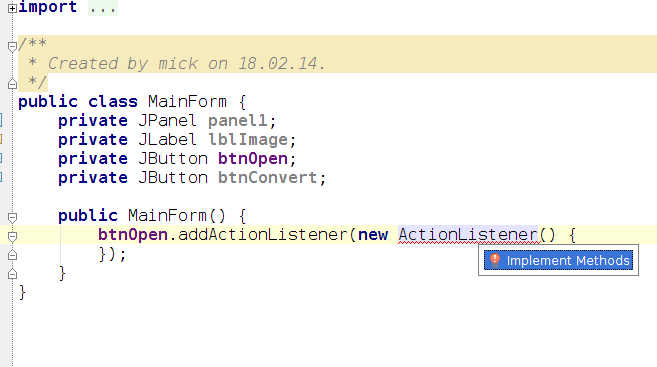 import ...
/**
 * Created by mick on 18.02.14.
 */
public class MainForm {
    private JPanel panel1;
    private JLabel lblImage;
    private JButton btnOpen;
    private JButton btnConvert;
    public MainForm() {
        btnOpen.addActionListener(new ActionListener() {
        });
Implement Methods
    }
}